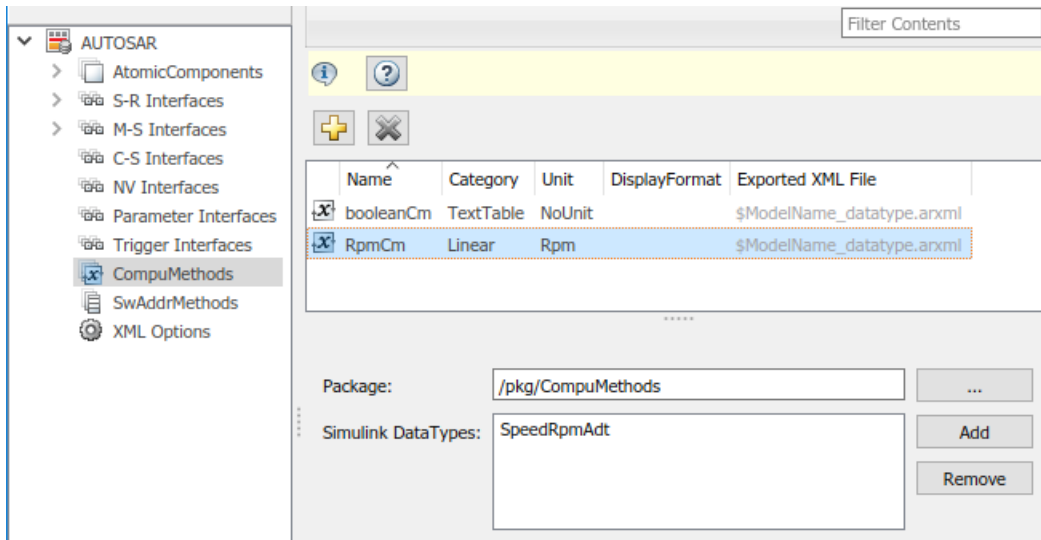 Filter Contents
AUTOSAR
AtomicComponents
S-R Interfaces
M-S Interfaces
C-S Interfaces
NV Interfaces
Parameter Interfaces
Trigger Interfaces
CompuMethods
SwAddrMethods
XML Options
Name Category Unit DisplayFormat Exported XML File
booleanCm TextTable NoUnit $ModelName_datatype.arxml
RpmCm Linear Rpm $ModelName_datatype.arxml
Package: /pkg/CompuMethods ...
Simulink DataTypes: SpeedRpmAdt Add
Remove